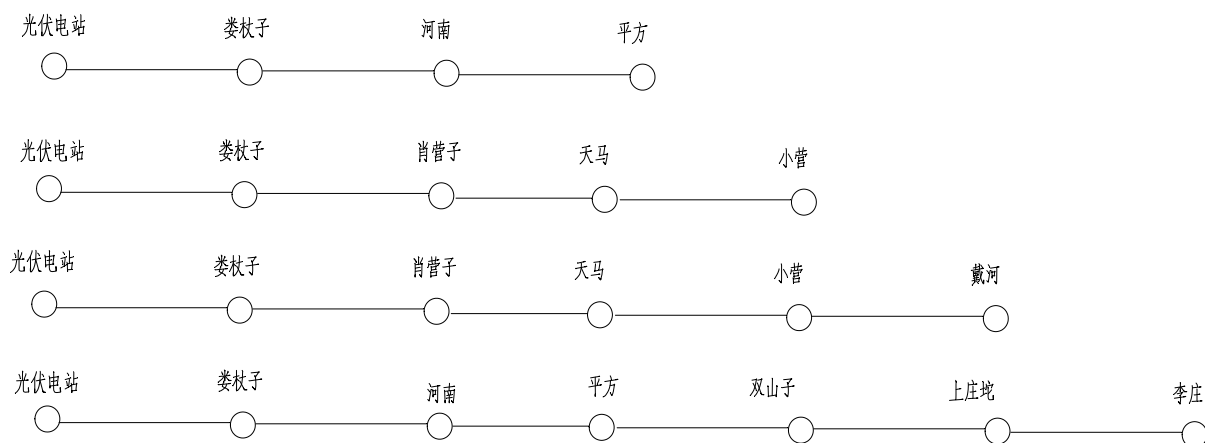 光伏电站 娄杖子 河南 平方
光伏电站 娄杖子 肖营子 天马 小营
光伏电站 娄杖子 肖营子 天马 小营 戴河
光伏电站 娄杖子 河南 平方 双山子 上庄坨 李庄